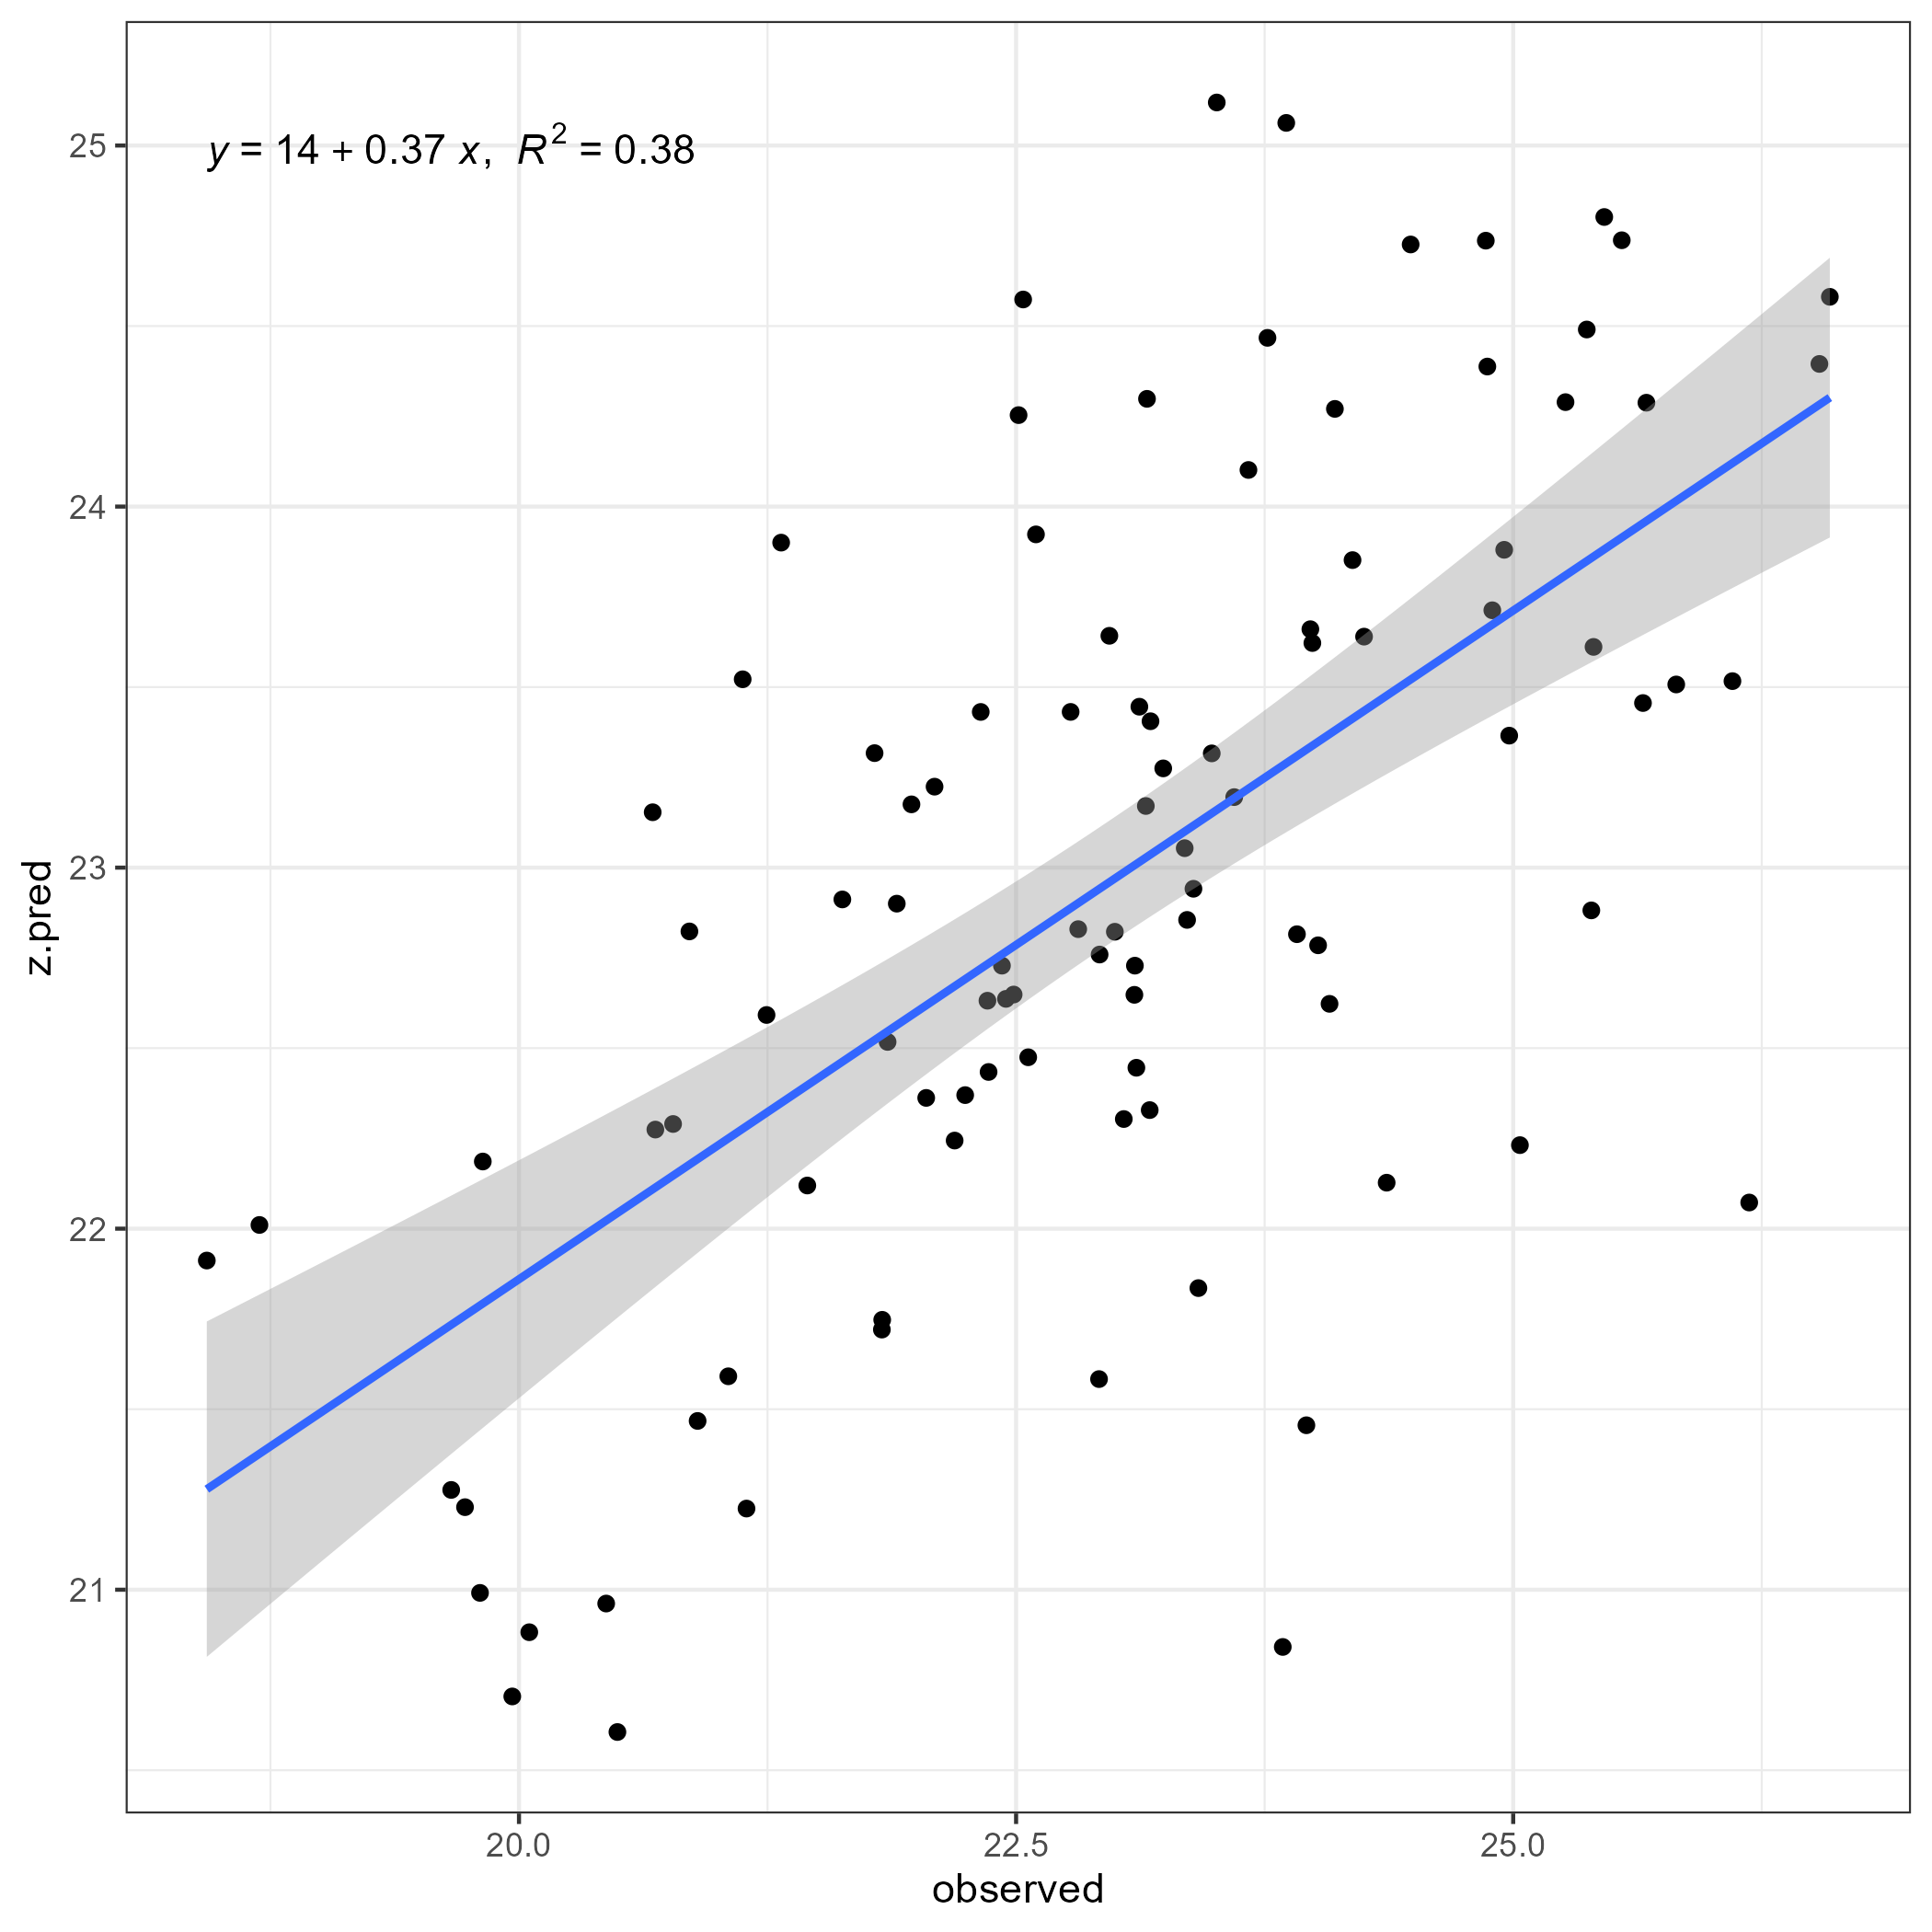 y = 14 + 0.37 x, R² = 0.38
25
24
23
22
21
z.pred
20.0 22.5 25.0
observed